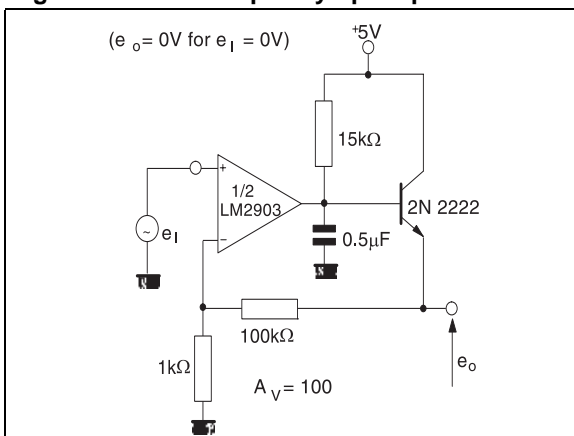 (e o = 0V for e I = 0V)
+5V
15kΩ
+
1/2
LM2903
2N 2222
~
e I
0.5μF
−
100kΩ
1kΩ
A V = 100
e o